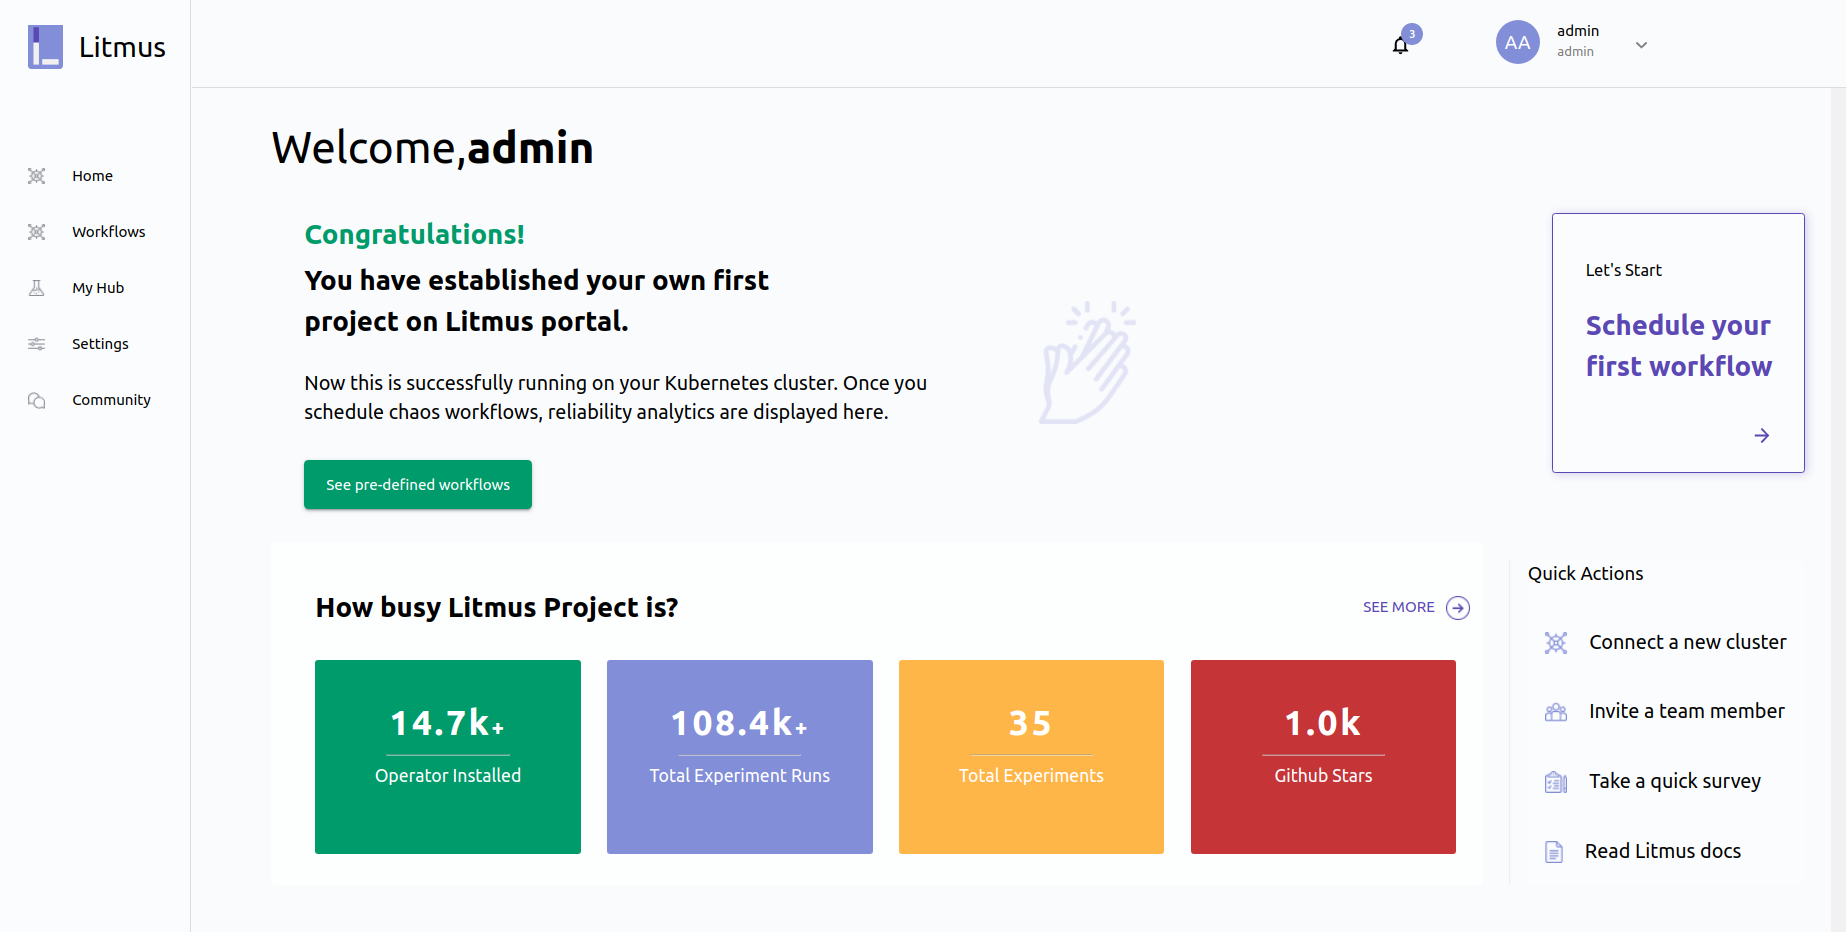 Litmus
3
AA
admin
admin
Home
Workflows
My Hub
Settings
Community
Welcome,admin
Congratulations!
You have established your own first
project on Litmus portal.
Now this is successfully running on your Kubernetes cluster. Once you
schedule chaos workflows, reliability analytics are displayed here.
See pre-defined workflows
Let's Start
Schedule your
first workflow
How busy Litmus Project is?
SEE MORE
14.7k+
Operator Installed
108.4k+
Total Experiment Runs
35
Total Experiments
1.0k
Github Stars
Quick Actions
Connect a new cluster
Invite a team member
Take a quick survey
Read Litmus docs